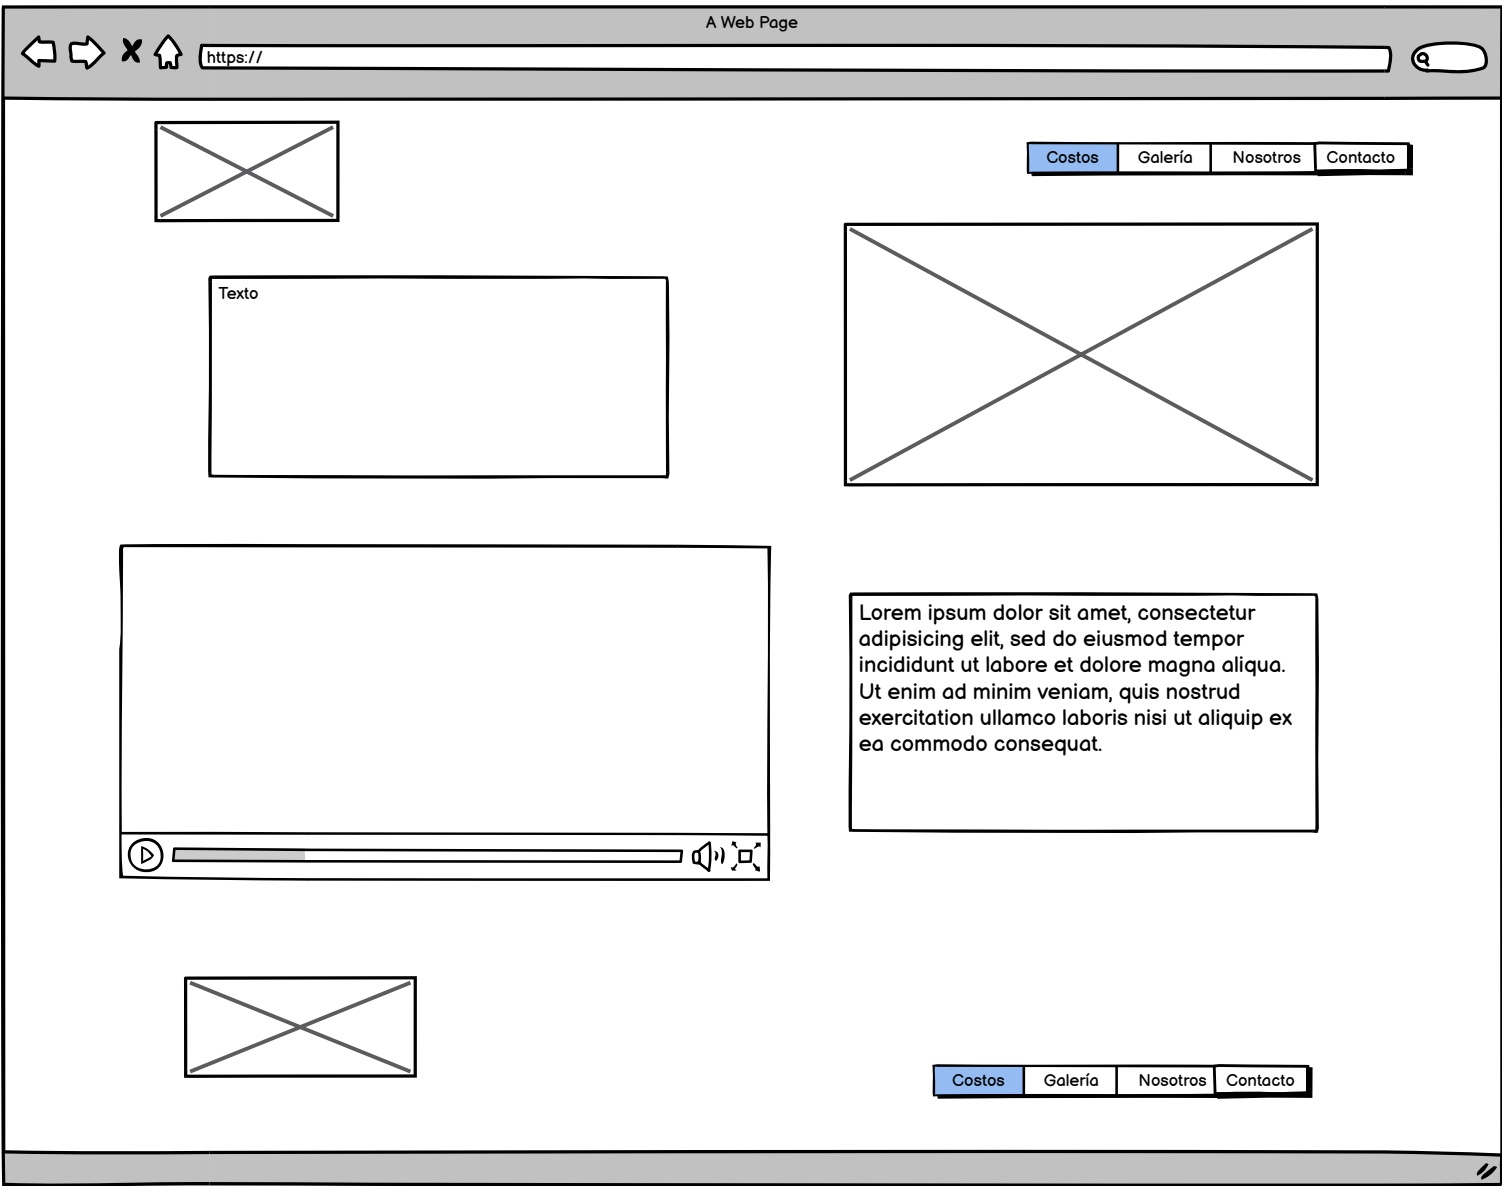 A Web Page
https://
Costos Galería Nosotros Contacto
Texto
Lorem ipsum dolor sit amet, consectetur
adipisicing elit, sed do eiusmod tempor
incididunt ut labore et dolore magna aliqua.
Ut enim ad minim veniam, quis nostrud
exercitation ullamco laboris nisi ut aliquip ex
ea commodo consequat.
Costos Galería Nosotros Contacto